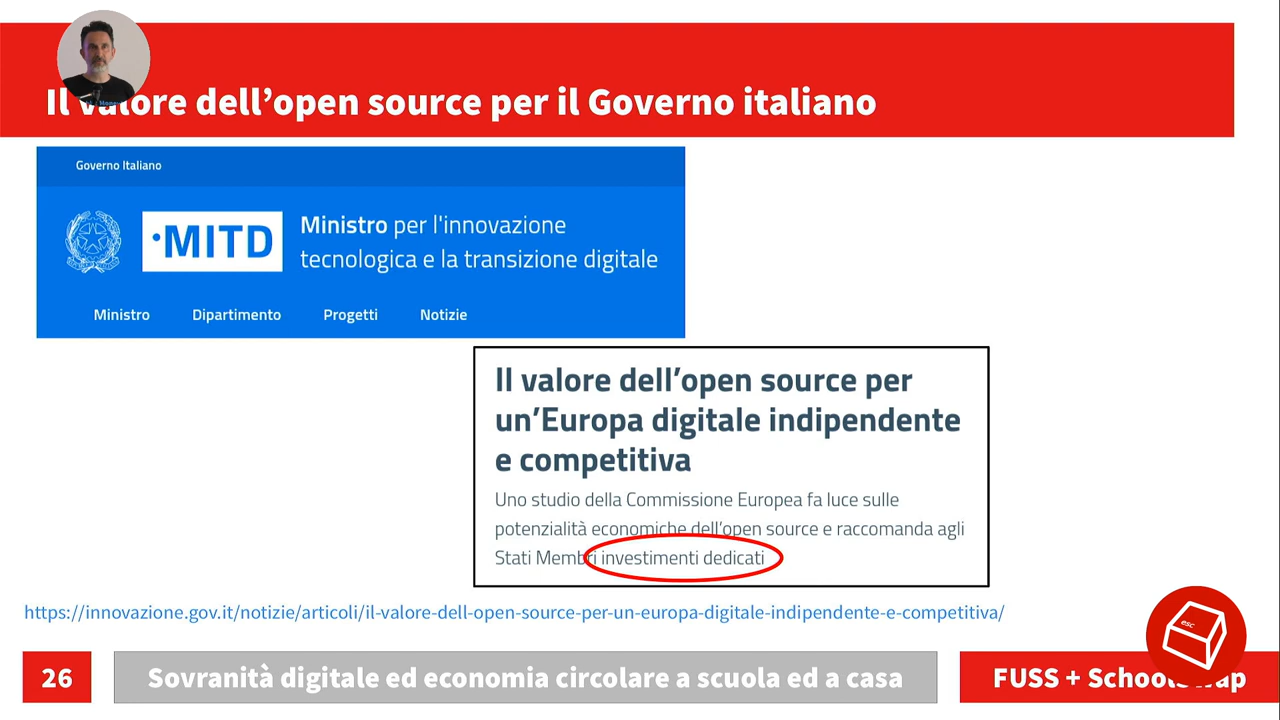 Il valore dell’open source per il Governo italiano
Governo Italiano
·MITD
Ministro per l'innovazione
tecnologica e la transizione digitale
Ministro Dipartimento Progetti Notizie
Il valore dell’open source per
un’Europa digitale indipendente
e competitiva
Uno studio della Commissione Europea fa luce sulle
potenzialità economiche dell’open source e raccomanda agli
Stati Membri investimenti dedicati
https://innovazione.gov.it/notizie/articoli/il-valore-dell-open-source-per-un-europa-digitale-indipendente-e-competitiva/
esc
26
Sovranità digitale ed economia circolare a scuola ed a casa
FUSS + SchoolSwap